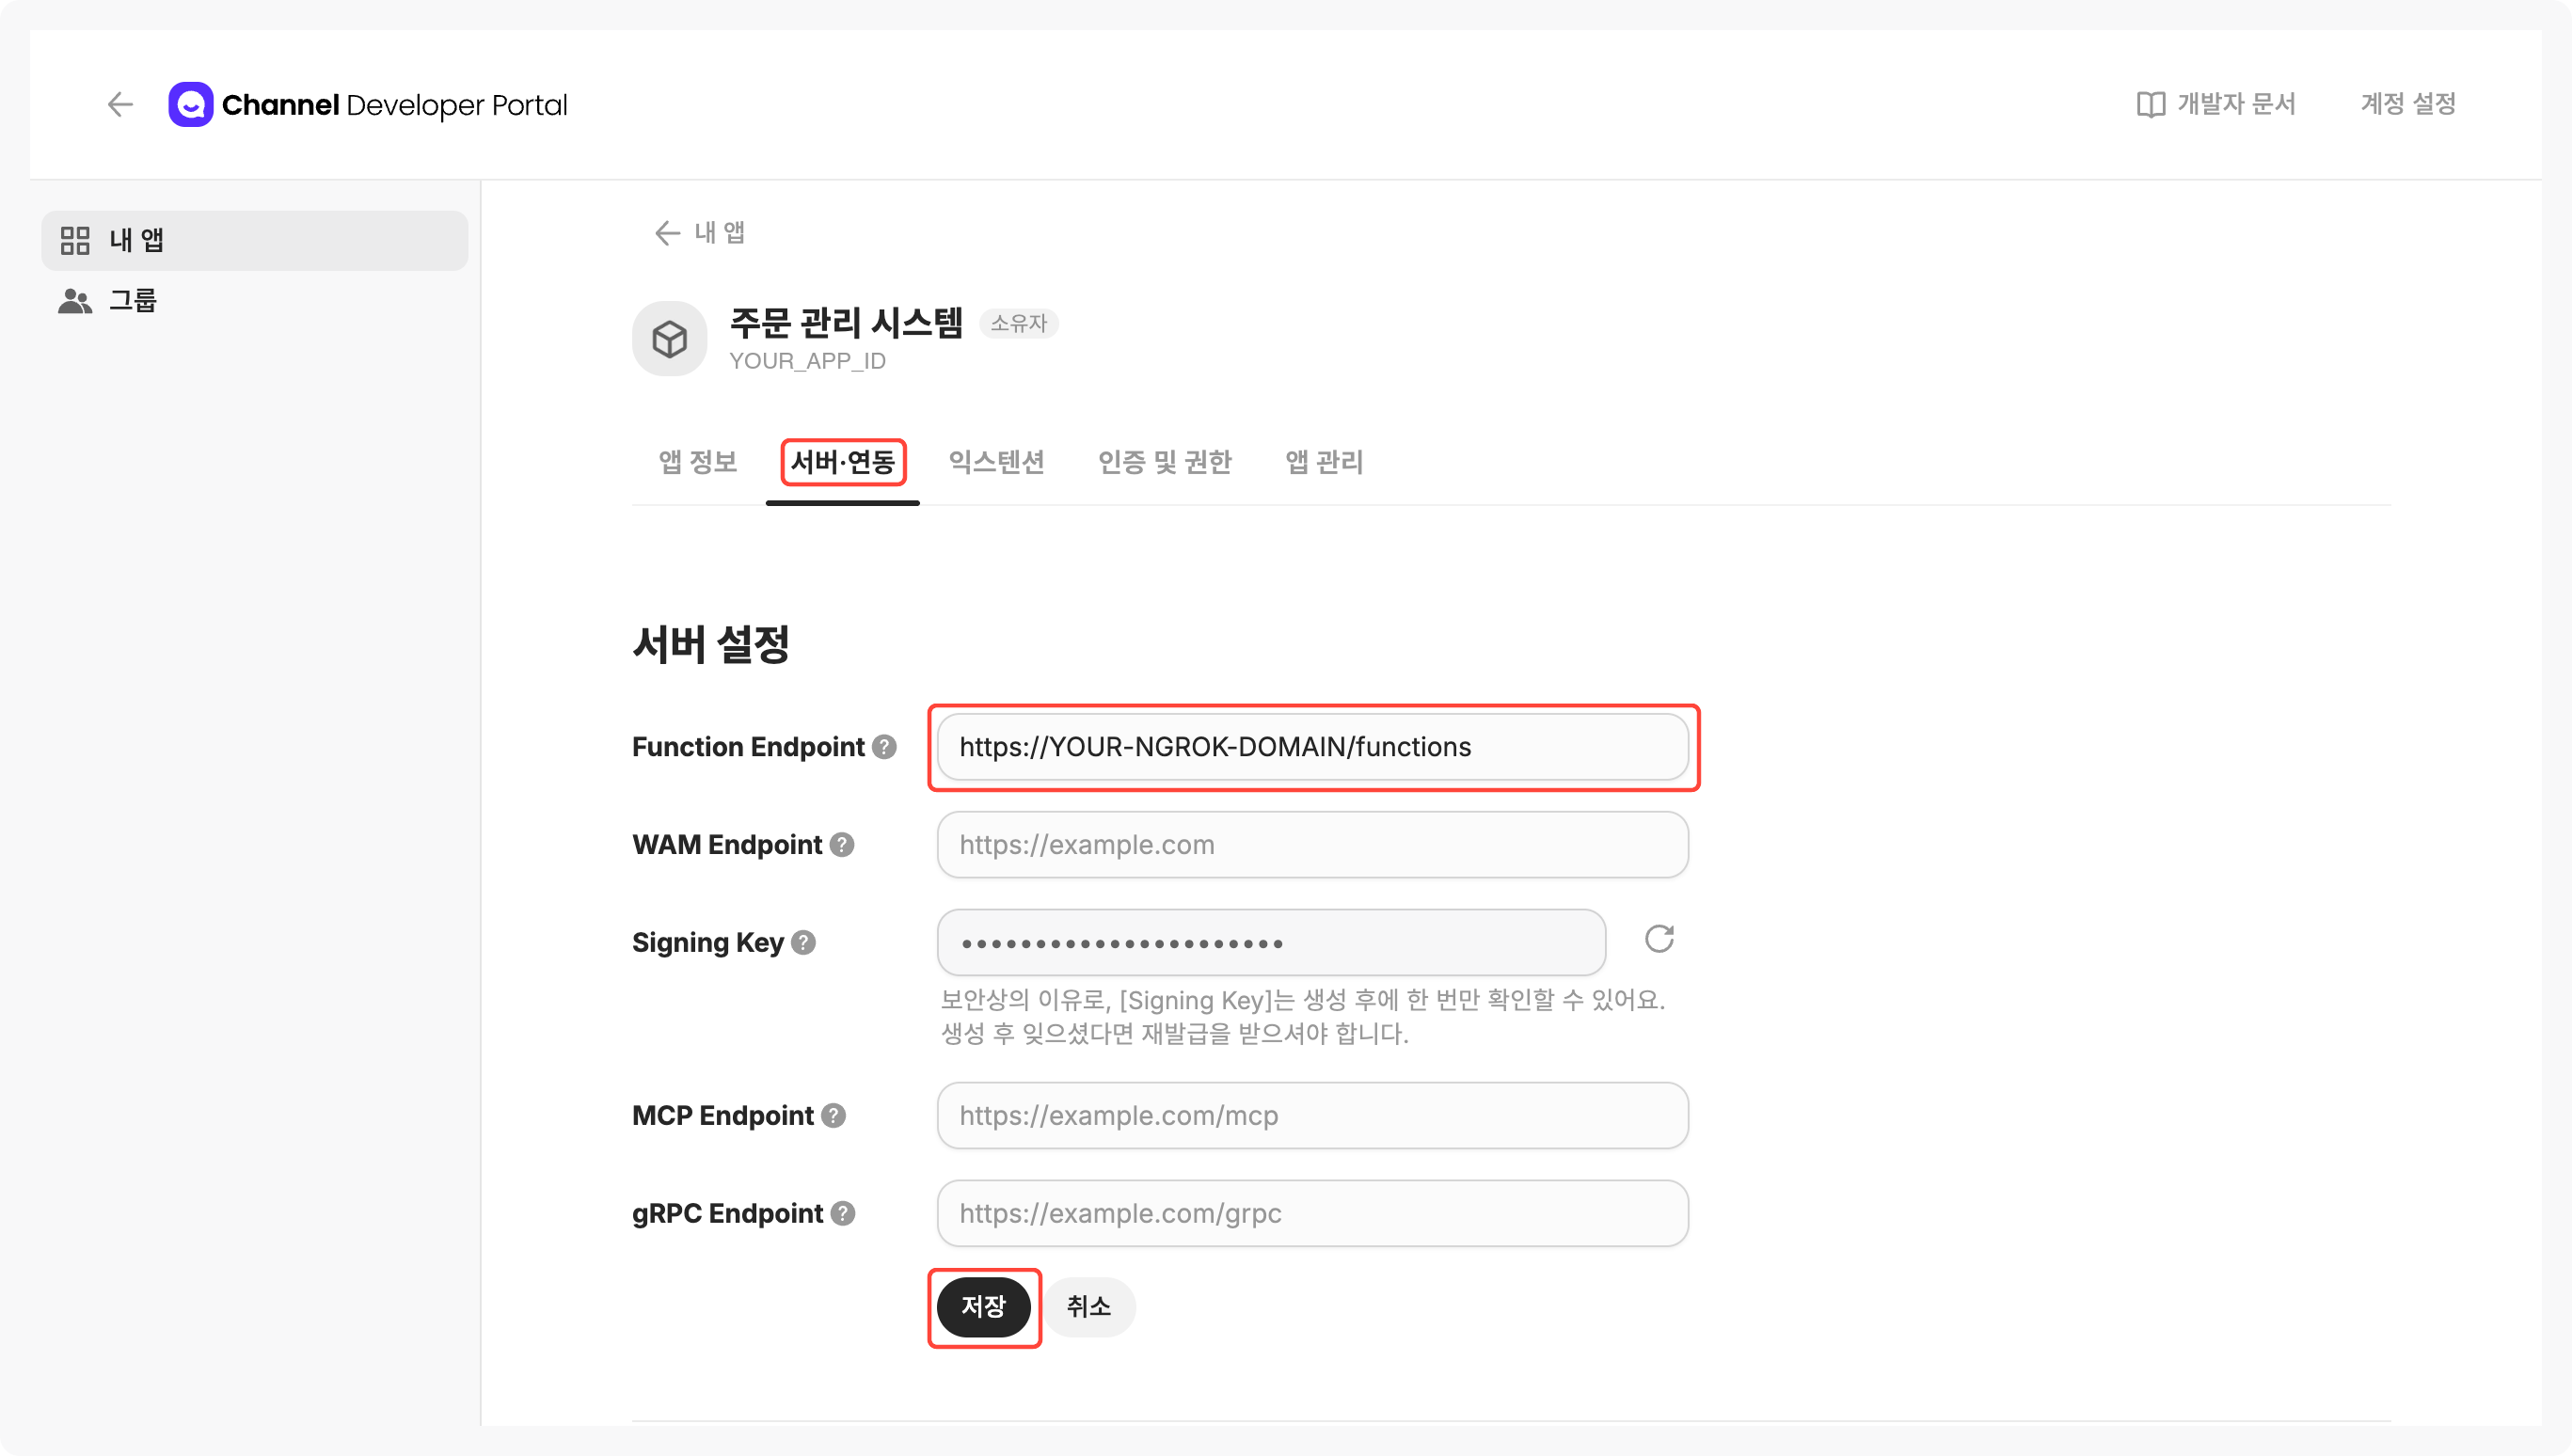 Channel Developer Portal
개발자 문서
계정 설정
내 앱
그룹
내 앱
주문 관리 시스템 소유자
YOUR_APP_ID
앱 정보 서버·연동 익스텐션 인증 및 권한 앱 관리
서버 설정
Function Endpoint ? https://YOUR-NGROK-DOMAIN/functions
WAM Endpoint ? https://example.com
Signing Key ? ••••••••••••••••••••••
보안상의 이유로, [Signing Key]는 생성 후에 한 번만 확인할 수 있어요.
생성 후 잊으셨다면 재발급을 받으셔야 합니다.
MCP Endpoint ? https://example.com/mcp
gRPC Endpoint ? https://example.com/grpc
저장 취소